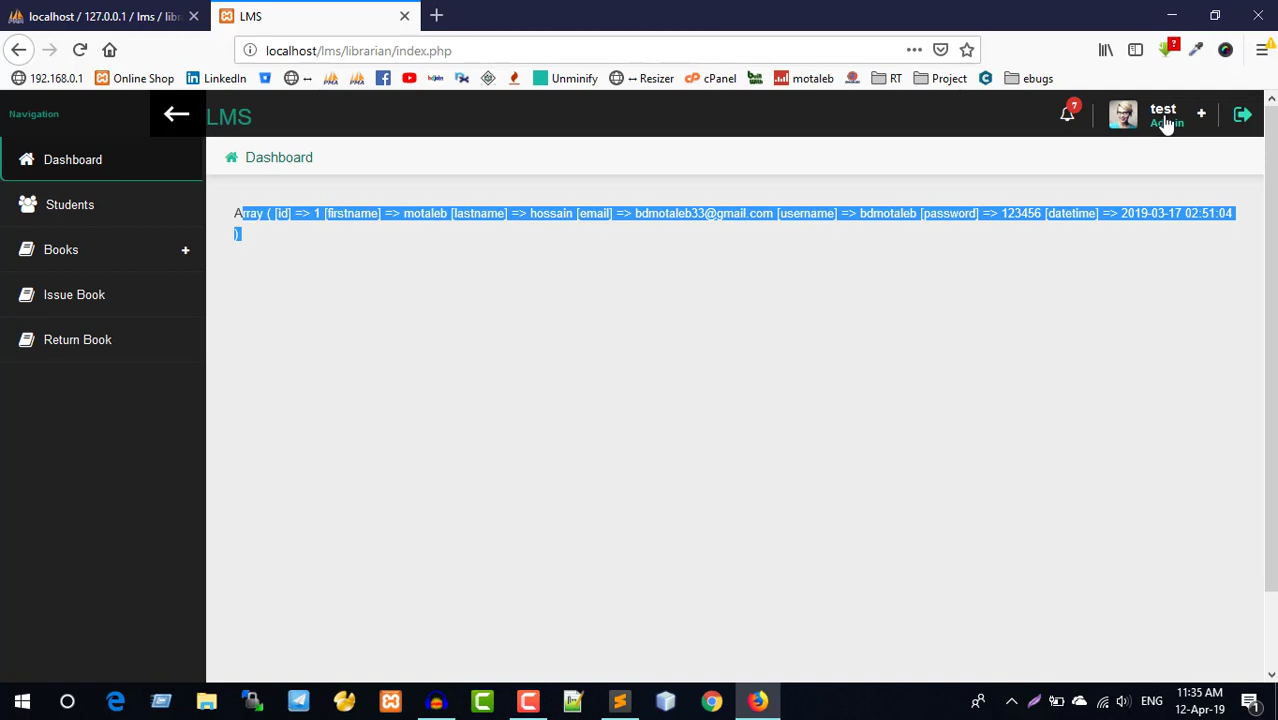 localhost / 127.0.0.1 / lms / libr
LMS
localhost/lms/librarian/index.php
192.168.0.1 Online Shop LinkedIn Unminify Resizer cPanel motaleb RT Project ebugs
Navigation
LMS
7
test
Admin
Dashboard
Dashboard
Students
Books
Issue Book
Return Book
Array ( [id] => 1 [firstname] => motaleb [lastname] => hossain [email] => bdmotaleb33@gmail.com [username] => bdmotaleb [password] => 123456 [datetime] => 2019-03-17 02:51:04
)
ENG
11:35 AM
12-Apr-19
1